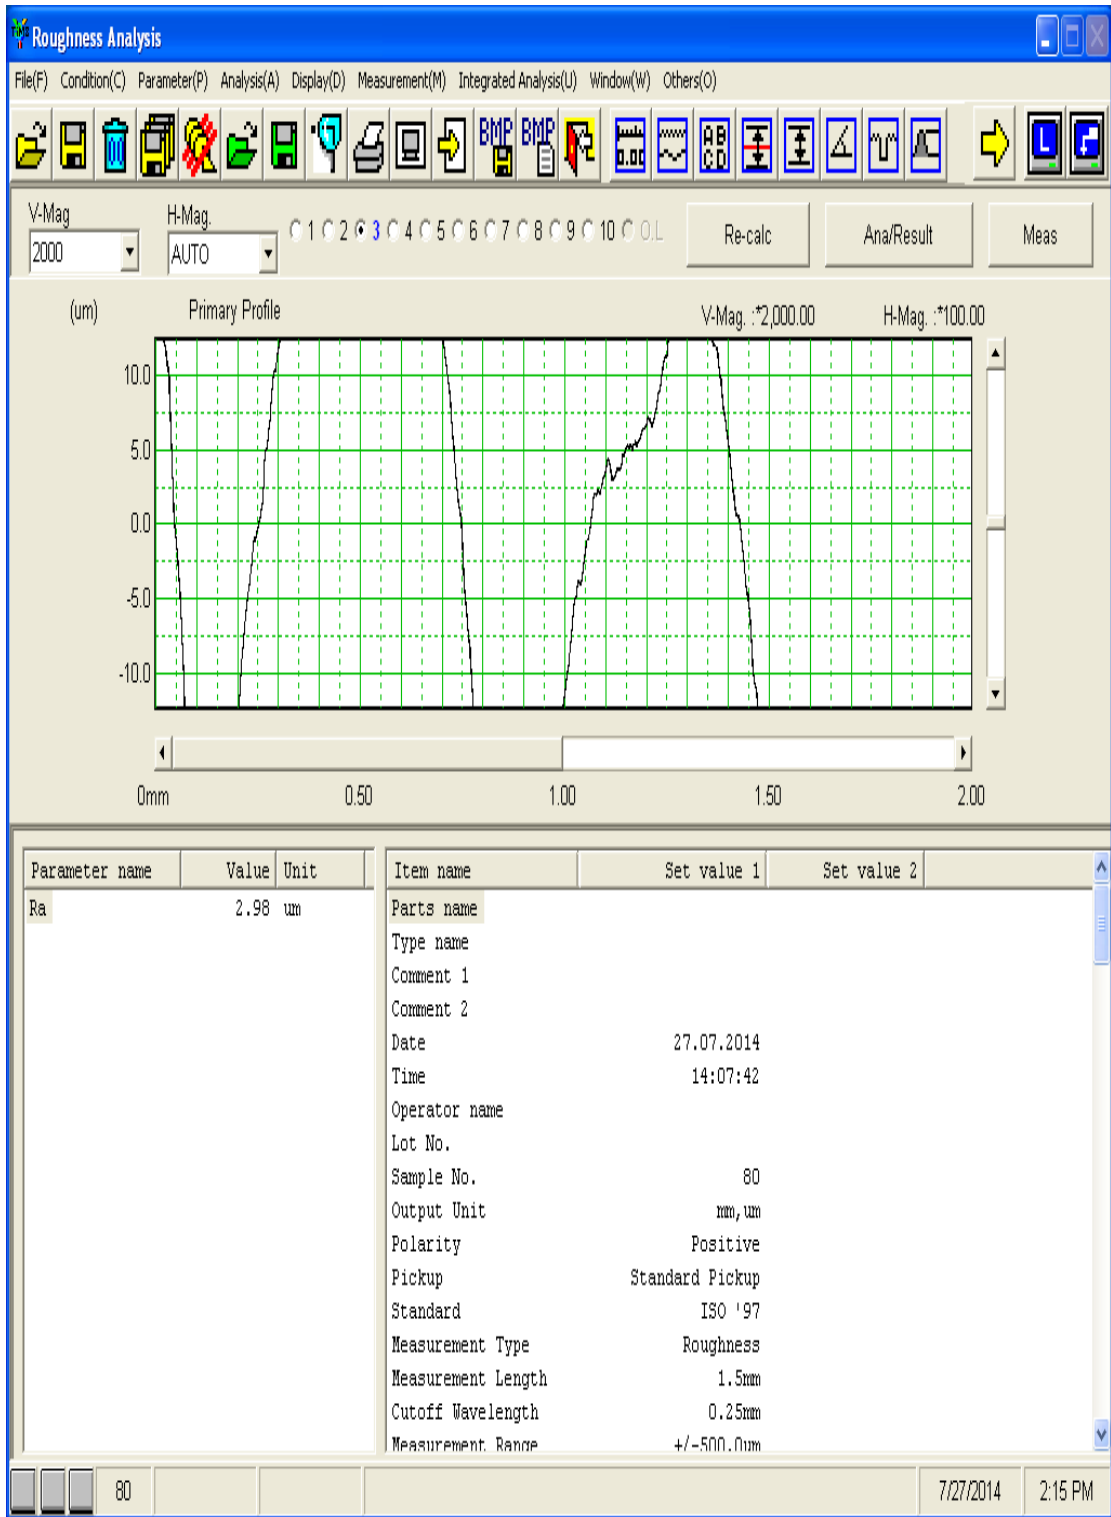 Roughness Analysis
File(F) Condition(C) Parameter(P) Analysis(A) Display(D) Measurement(M) Integrated Analysis(U) Window(W) Others(O)
BMP BMP 0.00 AB CD L
V-Mag H-Mag.
2000 AUTO 1 2 3 4 5 6 7 8 9 10 O.L Re-calc Ana/Result Meas
(um) Primary Profile V-Mag. :*2,000.00 H-Mag. :*100.00
10.0
5.0
0.0
-5.0
-10.0
0mm 0.50 1.00 1.50 2.00
Parameter name Value Unit
Ra 2.98 um
Item name Set value 1 Set value 2
Parts name
Type name
Comment 1
Comment 2
Date 27.07.2014
Time 14:07:42
Operator name
Lot No.
Sample No. 80
Output Unit mm,um
Polarity Positive
Pickup Standard Pickup
Standard ISO '97
Measurement Type Roughness
Measurement Length 1.5mm
Cutoff Wavelength 0.25mm
Measurement Range +/-500.0um
80 7/27/2014 2:15 PM